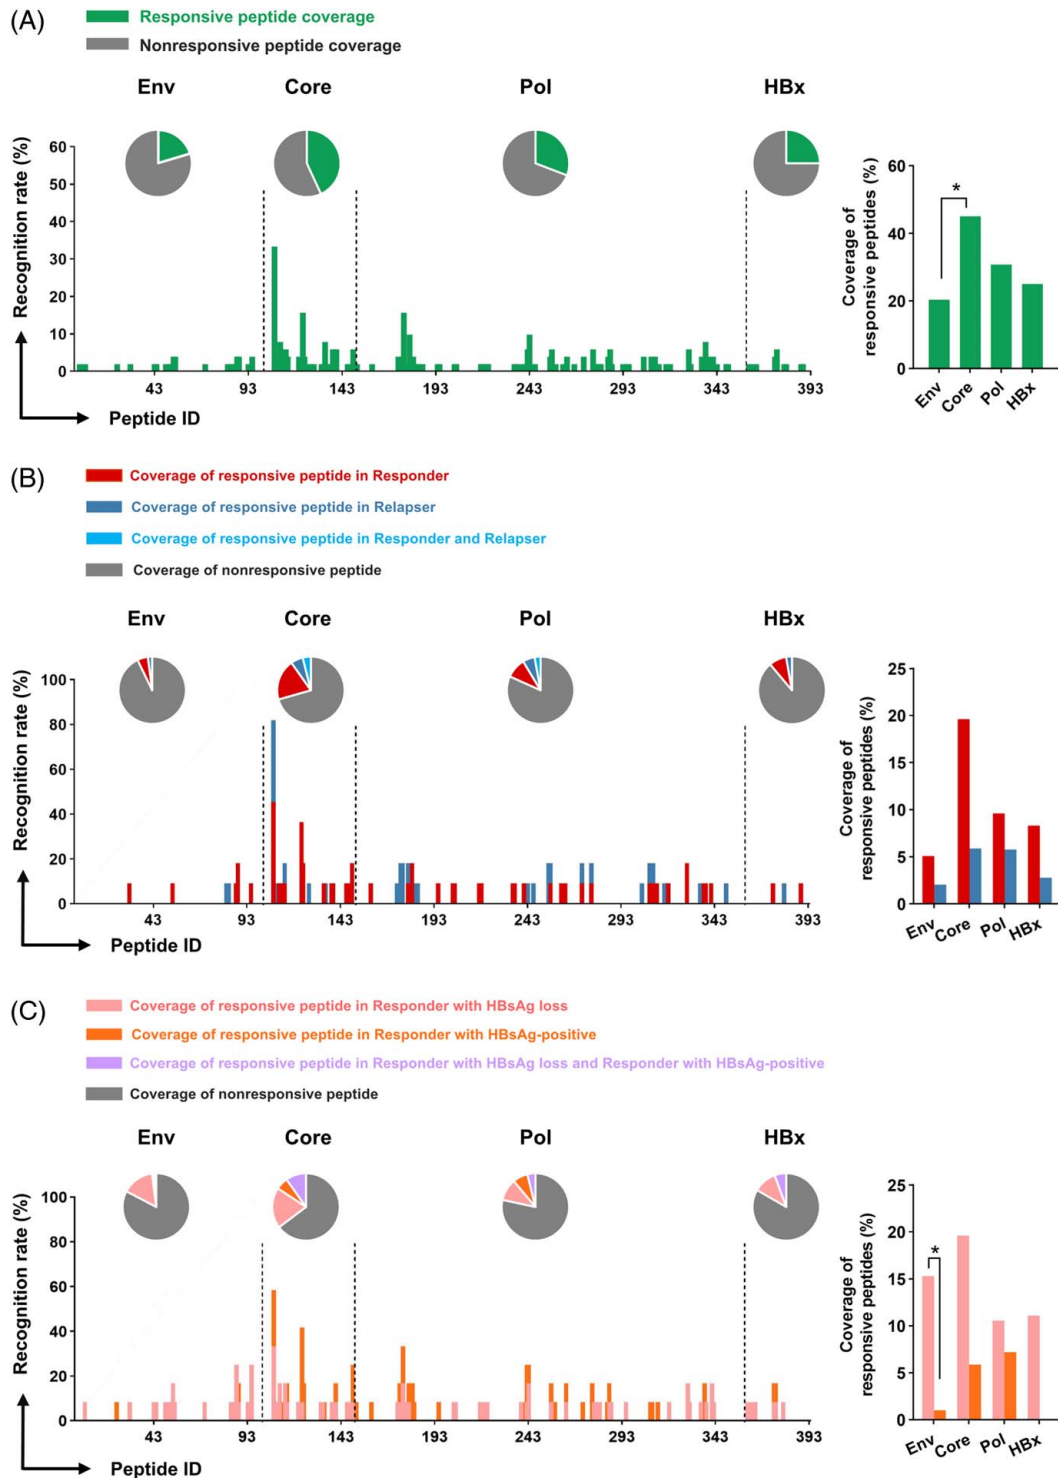 (A)
Responsive peptide coverage
Nonresponsive peptide coverage
Env Core Pol HBx
Recognition rate (%)
60
50
40
30
20
10
0
43 93 143 193 243 293 343 393
Peptide ID
Coverage of
responsive peptides (%)
60
40
20
0
*
Env Core Pol HBx
(B)
Coverage of responsive peptide in Responder
Coverage of responsive peptide in Relapser
Coverage of responsive peptide in Responder and Relapser
Coverage of nonresponsive peptide
Env Core Pol HBx
Recognition rate (%)
100
80
60
40
20
0
43 93 143 193 243 293 343 393
Peptide ID
Coverage of
responsive peptides (%)
25
20
15
10
5
0
Env Core Pol HBx
(C)
Coverage of responsive peptide in Responder with HBsAg loss
Coverage of responsive peptide in Responder with HBsAg-positive
Coverage of responsive peptide in Responder with HBsAg loss and Responder with HBsAg-positive
Coverage of nonresponsive peptide
Env Core Pol HBx
Recognition rate (%)
100
80
60
40
20
0
43 93 143 193 243 293 343 393
Peptide ID
Coverage of
responsive peptides (%)
25
20
15
10
5
0
*
Env Core Pol HBx